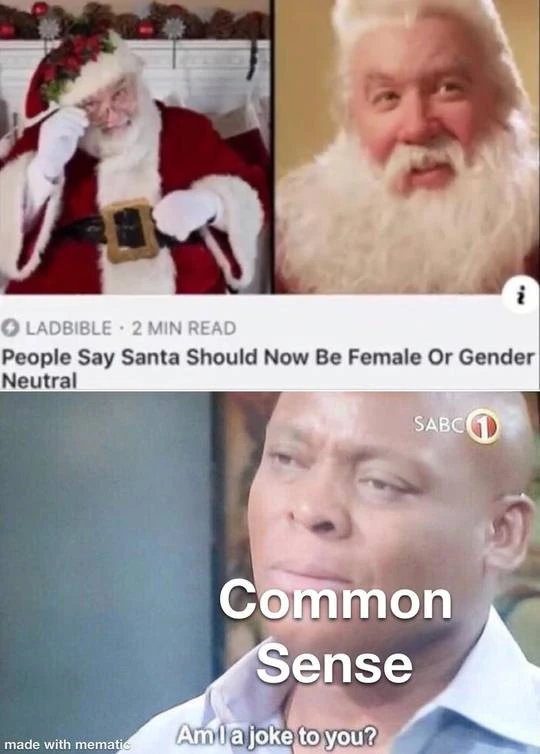 LADBIBLE · 2 MIN READ
People Say Santa Should Now Be Female Or Gender
Neutral
SABC 1
Common
Sense
Am I a joke to you?
made with mematic